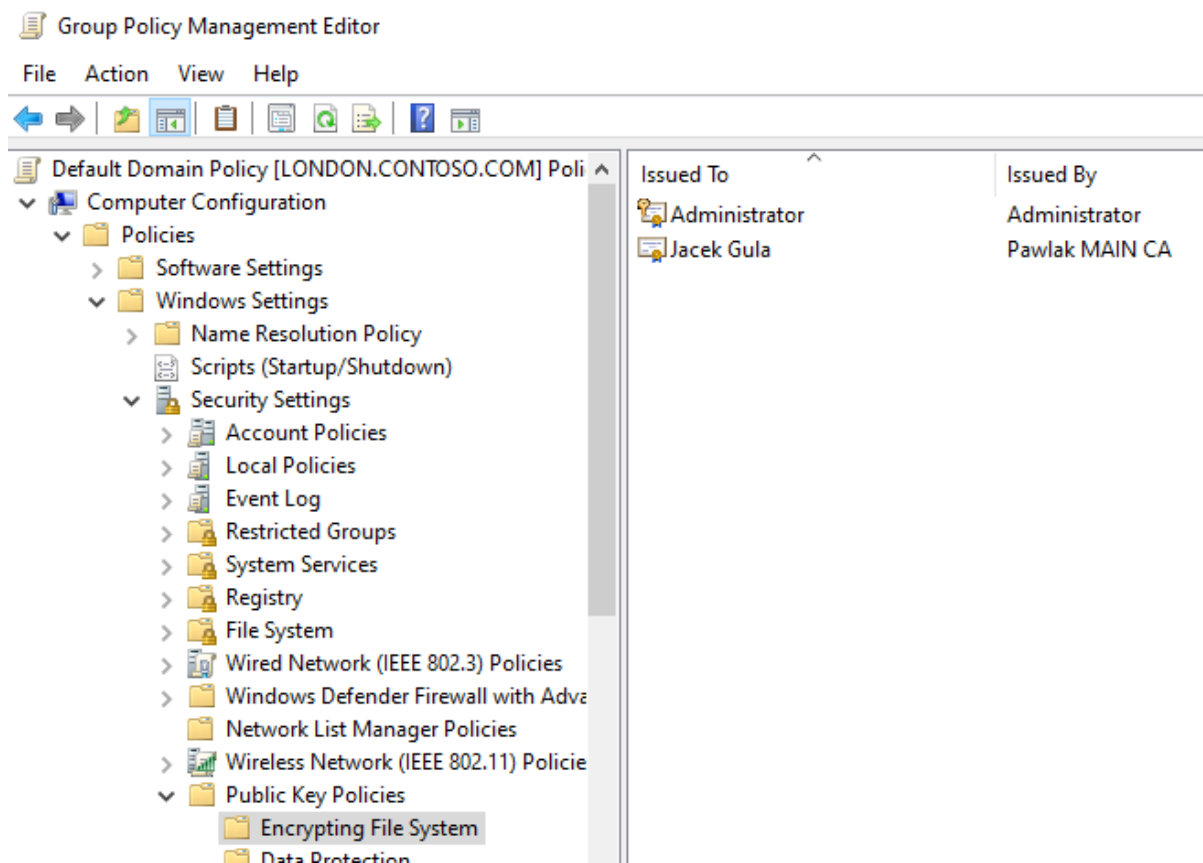 Group Policy Management Editor
File Action View Help
Default Domain Policy [LONDON.CONTOSO.COM] Poli
Computer Configuration
Policies
Software Settings
Windows Settings
Name Resolution Policy
Scripts (Startup/Shutdown)
Security Settings
Account Policies
Local Policies
Event Log
Restricted Groups
System Services
Registry
File System
Wired Network (IEEE 802.3) Policies
Windows Defender Firewall with Adva
Network List Manager Policies
Wireless Network (IEEE 802.11) Policie
Public Key Policies
Encrypting File System
Data Protection
Issued To Issued By
Administrator Administrator
Jacek Gula Pawlak MAIN CA